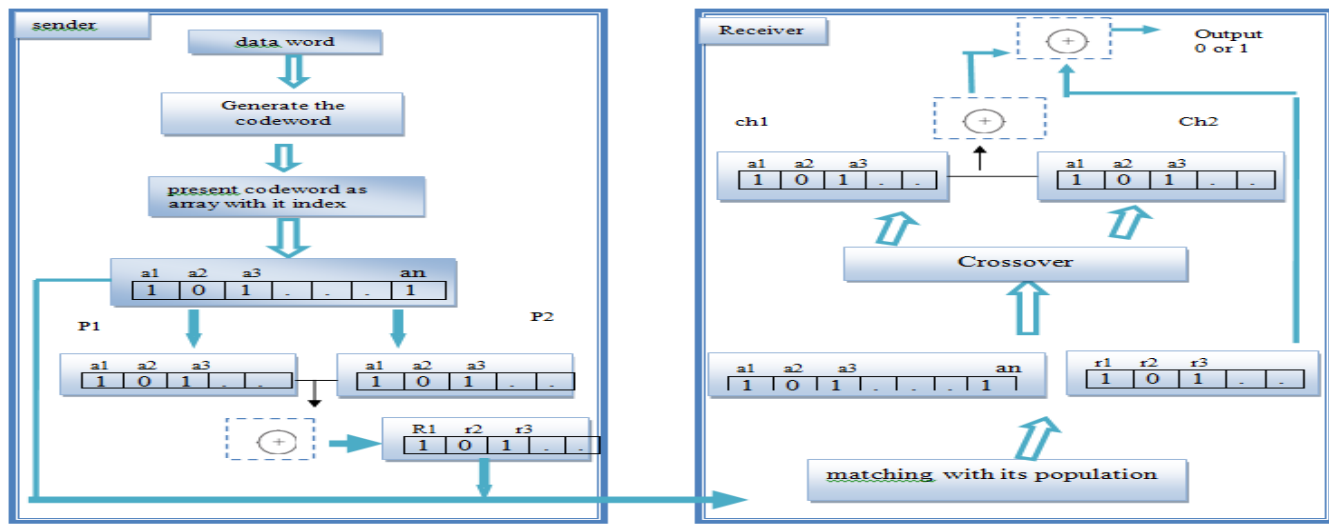 sender
data word
Generate the
codeword
present codeword as
array with it index
a1 a2 a3 an
1 0 1 . . . 1
P1
P2
a1 a2 a3
1 0 1 . .
a1 a2 a3
1 0 1 . .
+
R1 r2 r3
1 0 1 . .
Receiver
+
Output
0 or 1
+
ch1
Ch2
a1 a2 a3
1 0 1 . .
a1 a2 a3
1 0 1 . .
Crossover
a1 a2 a3 an
1 0 1 . . . 1
r1 r2 r3
1 0 1 . .
matching with its population